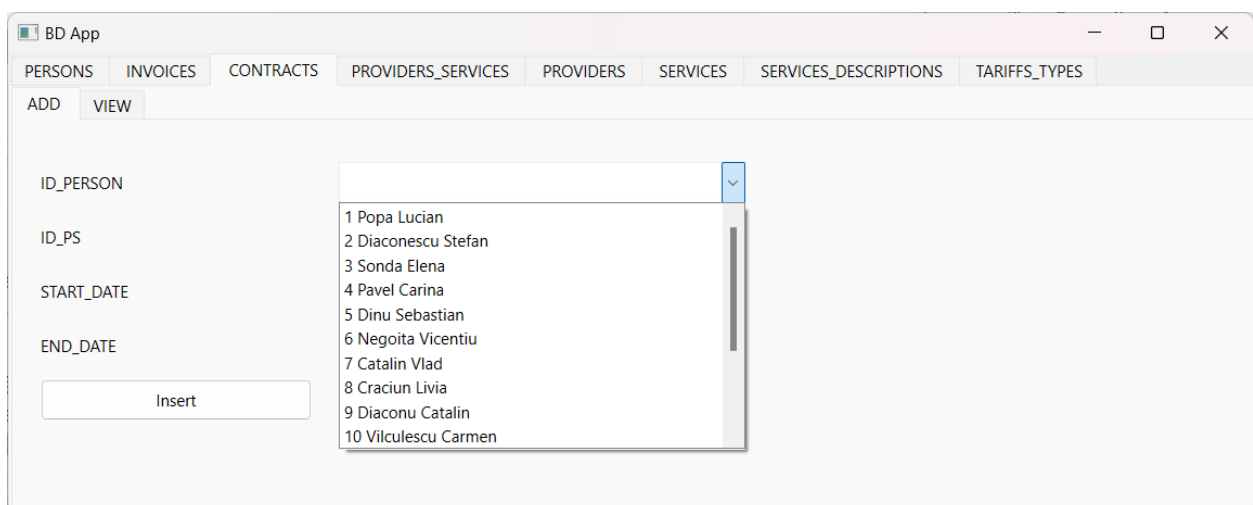 BD App
PERSONS INVOICES CONTRACTS PROVIDERS_SERVICES PROVIDERS SERVICES SERVICES_DESCRIPTIONS TARIFFS_TYPES
ADD VIEW
ID_PERSON
1 Popa Lucian
2 Diaconescu Stefan
3 Sonda Elena
4 Pavel Carina
5 Dinu Sebastian
6 Negoita Vicentiu
7 Catalin Vlad
8 Craciun Livia
9 Diaconu Catalin
10 Vilculescu Carmen
ID_PS
START_DATE
END_DATE
Insert